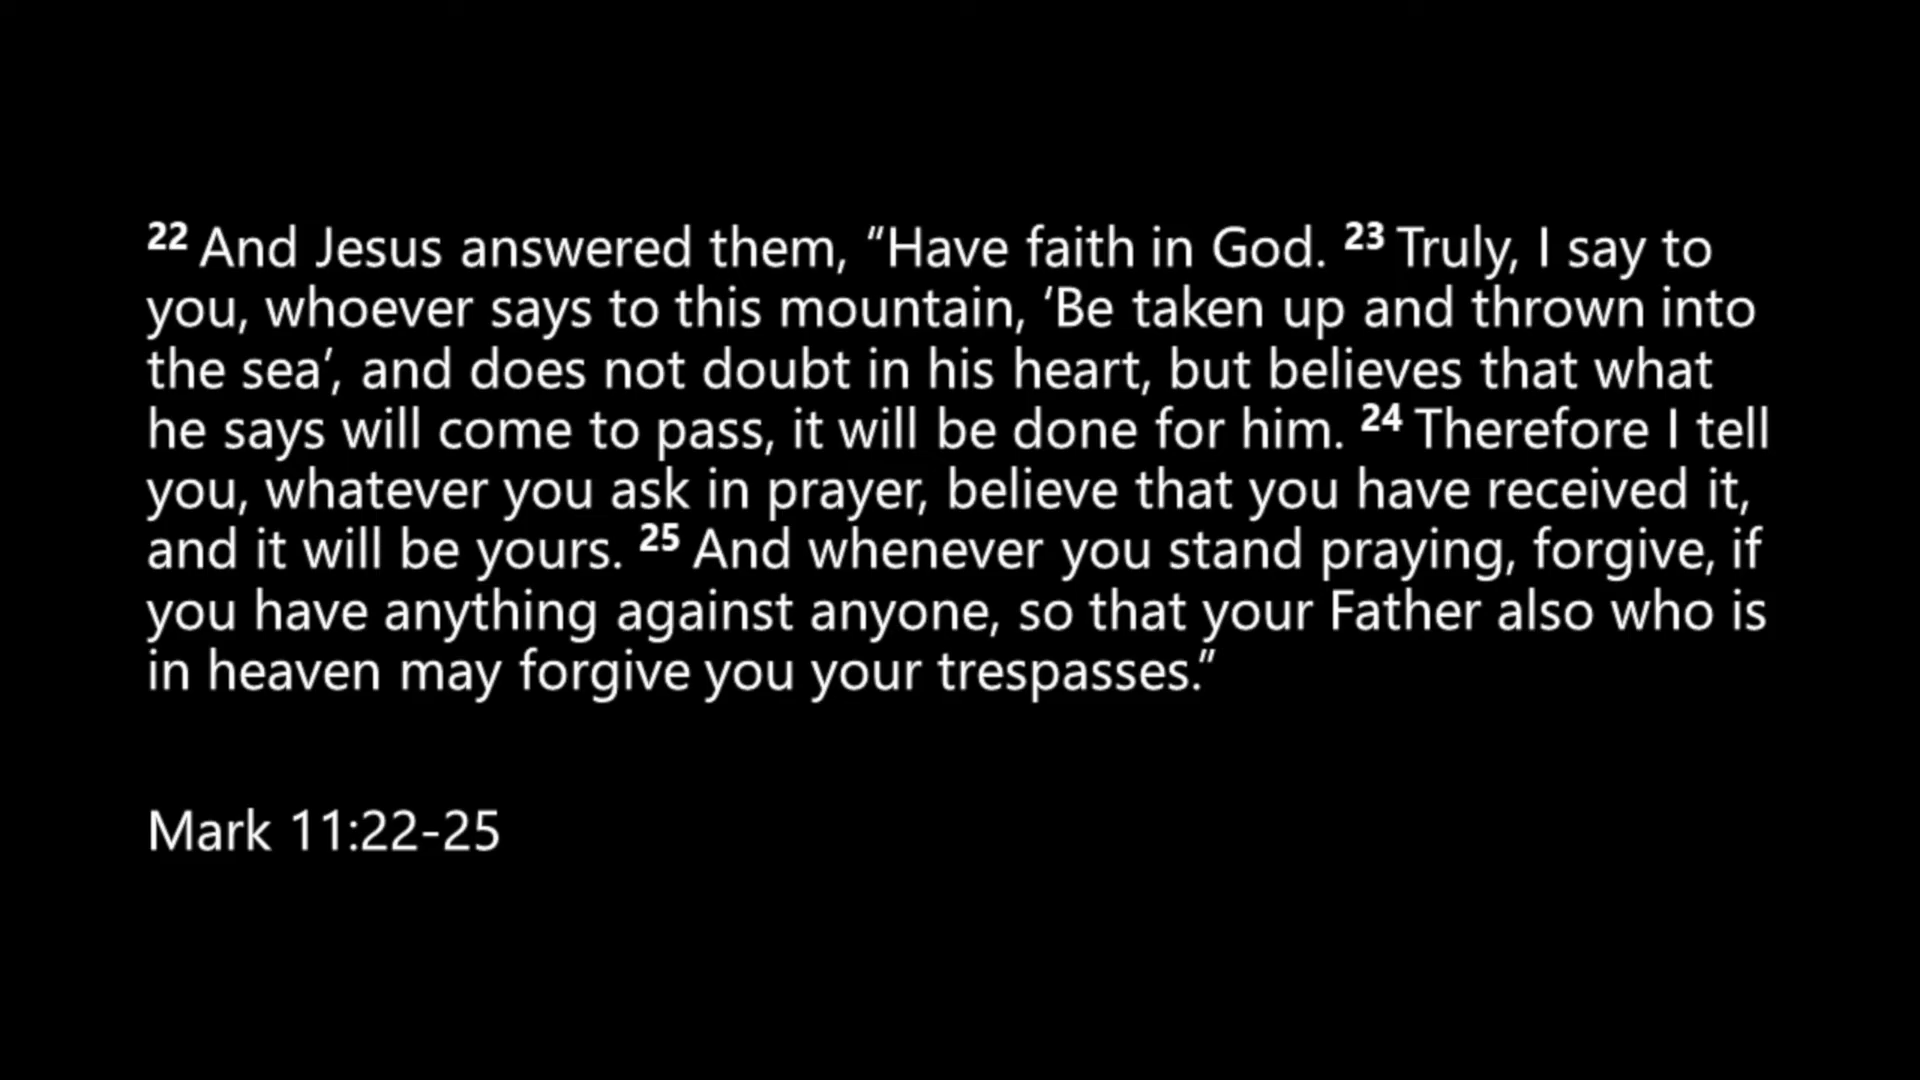 22 And Jesus answered them, “Have faith in God. 23 Truly, I say to
you, whoever says to this mountain, ‘Be taken up and thrown into
the sea’, and does not doubt in his heart, but believes that what
he says will come to pass, it will be done for him. 24 Therefore I tell
you, whatever you ask in prayer, believe that you have received it,
and it will be yours. 25 And whenever you stand praying, forgive, if
you have anything against anyone, so that your Father also who is
in heaven may forgive you your trespasses.”
Mark 11:22-25